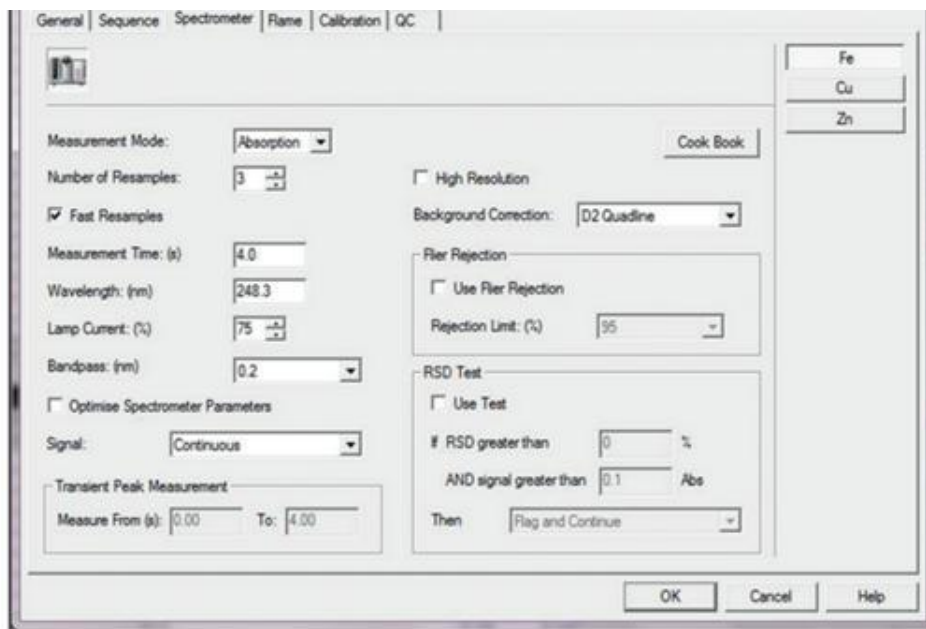 General Sequence Spectrometer Flame Calibration QC
Fe
Cu
Zn
Measurement Mode: Absorption Cook Book
Number of Resamples: 3 High Resolution
Fast Resamples Background Correction: D2 Quadline
Measurement Time: (s) 4.0 Flier Rejection
Wavelength: (nm) 248.3 Use Flier Rejection
Lamp Current: (%) 75 Rejection Limit: (%) 95
Bandpass: (nm) 0.2 RSD Test
Optimise Spectrometer Parameters Use Test
Signal: Continuous If RSD greater than 0 %
Transient Peak Measurement AND signal greater than 0.1 Abs
Measure From (s): 0.00 To: 4.00 Then Flag and Continue
OK Cancel Help